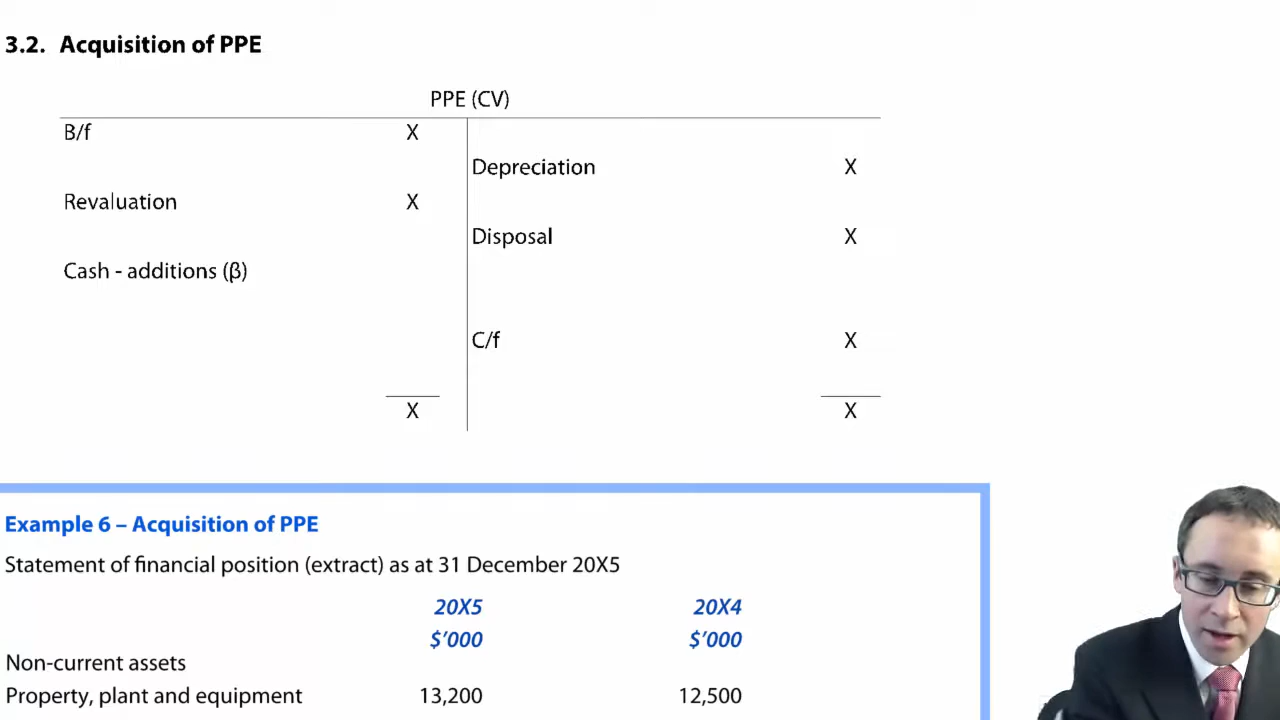 3.2. Acquisition of PPE
PPE (CV)
B/f X
Depreciation X
Revaluation X
Disposal X
Cash - additions (β)
C/f X
X X
Example 6 – Acquisition of PPE
Statement of financial position (extract) as at 31 December 20X5
20X5 20X4
$’000 $’000
Non-current assets
Property, plant and equipment 13,200 12,500